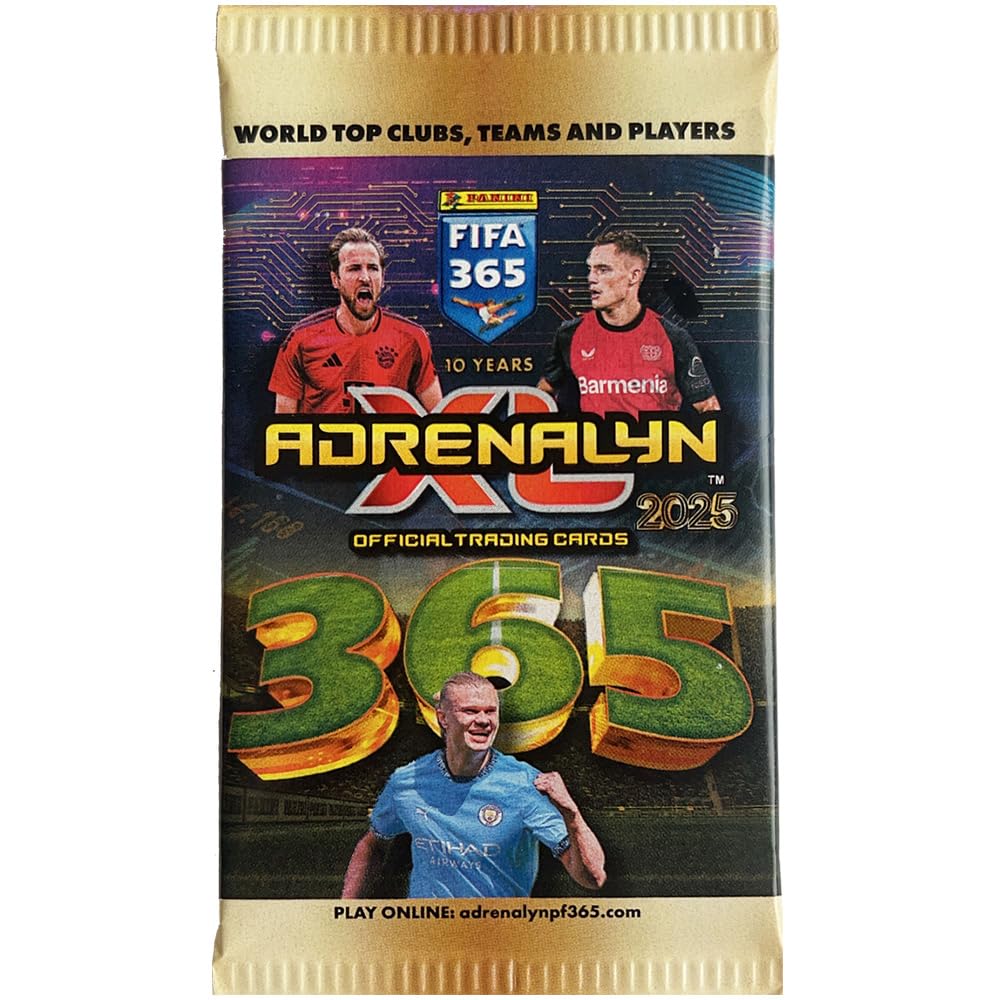 WORLD TOP CLUBS, TEAMS AND PLAYERS
PANINI
FIFA
365
10 YEARS
Barmenia
ADRENALYN
XL
TM
2025
OFFICIAL TRADING CARDS
365
ETIHAD
AIRWAYS
PLAY ONLINE: adrenalynpf365.com